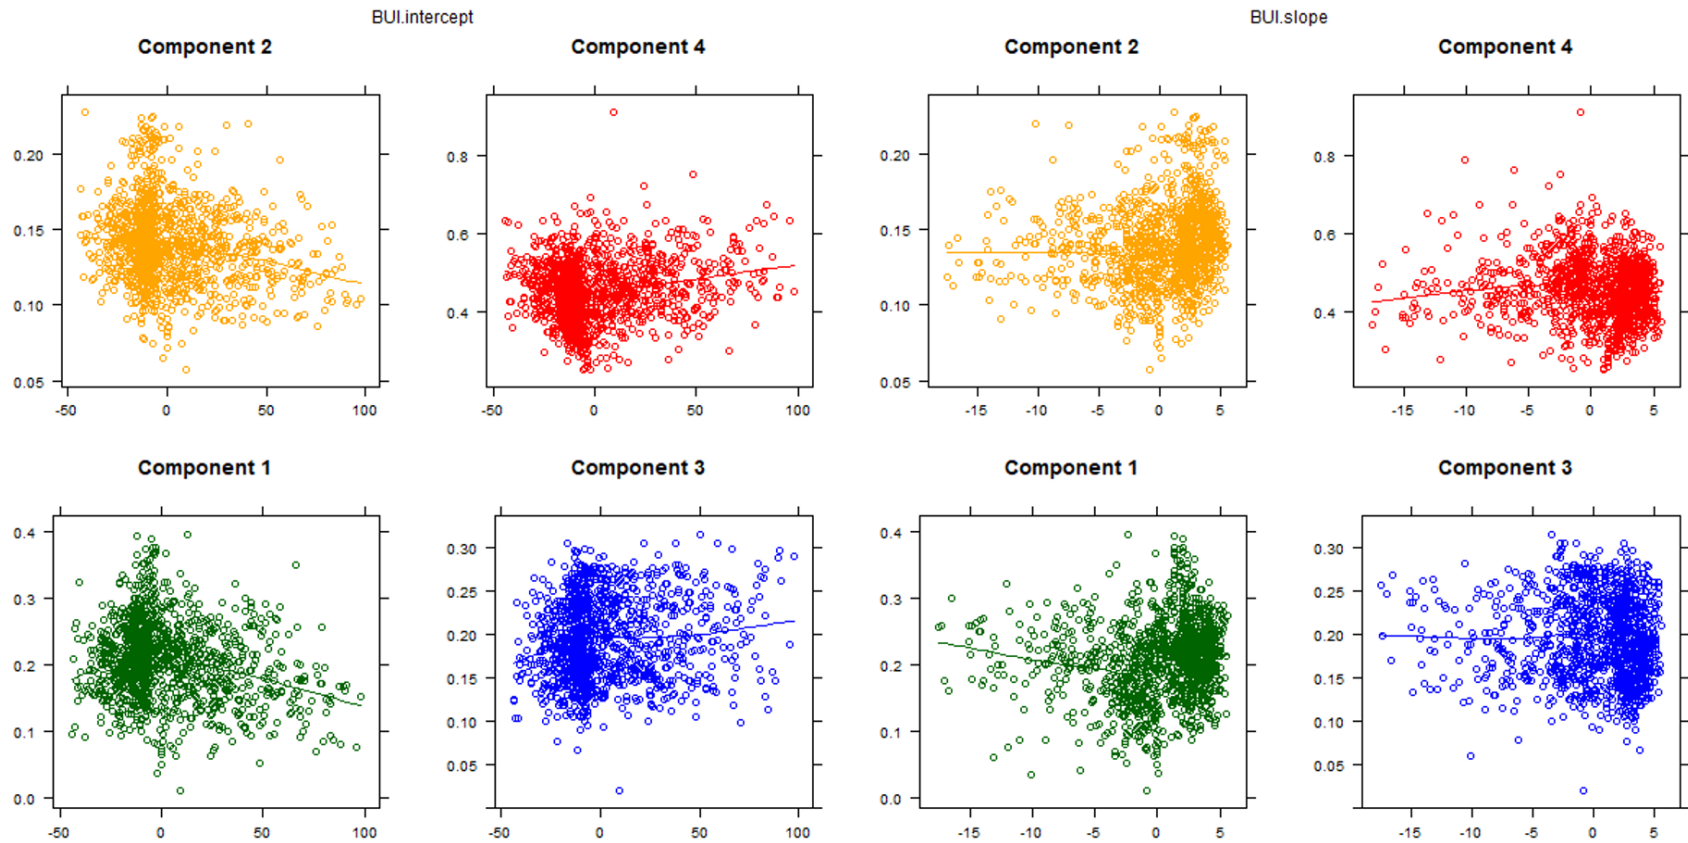 BUI.intercept BUI.slope
Component 2 Component 4 Component 2 Component 4
0.20 0.8 0.20 0.8
0.15 0.6 0.15 0.6
0.10 0.4 0.10 0.4
0.05 0.05
-50 0 50 100 -50 0 50 100 -15 -10 -5 0 5 -15 -10 -5 0 5
Component 1 Component 3 Component 1 Component 3
0.4 0.30 0.4 0.30
0.3 0.25 0.3 0.25
0.2 0.20 0.2 0.20
0.15 0.15
0.1 0.10 0.1 0.10
0.05 0.05
0.0 0.0
-50 0 50 100 -50 0 50 100 -15 -10 -5 0 5 -15 -10 -5 0 5